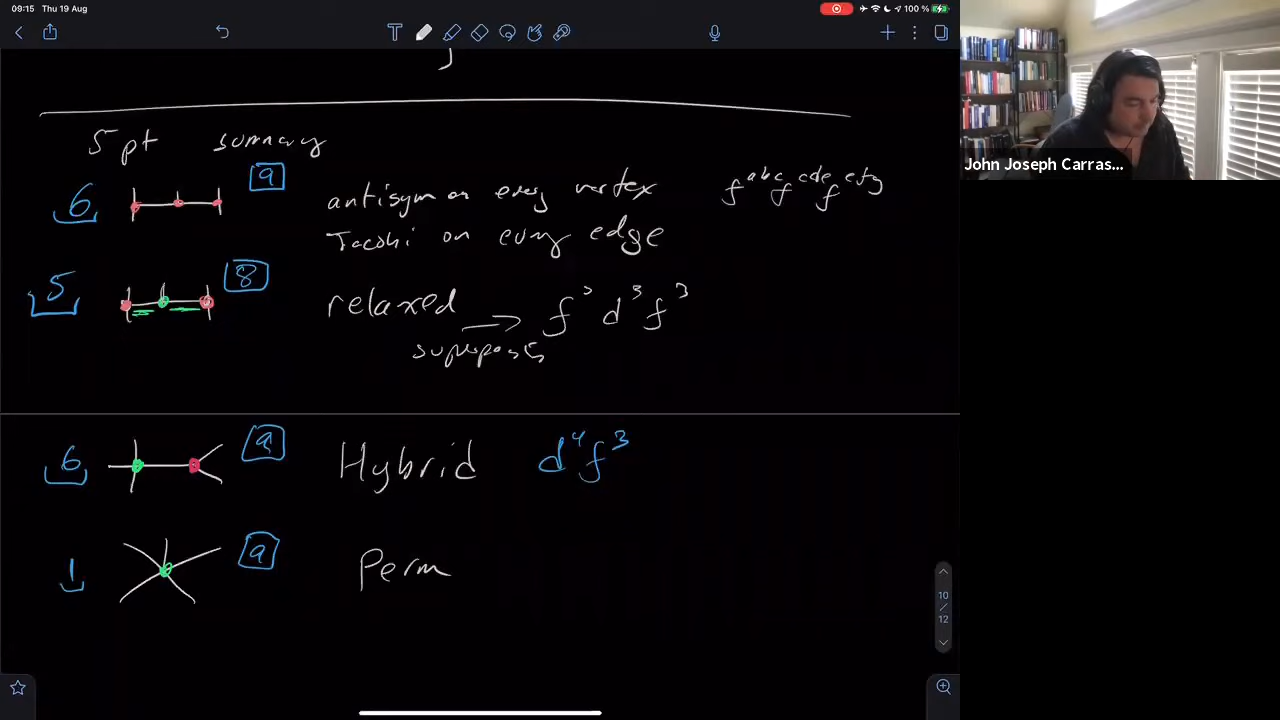 09:15 Thu 19 Aug
100 %
5 pt summary
6 9 antisym on every vertex f^abc f^cde f^efg
Jacobi on every edge
5 8 relaxed → f^3 d^3 f^3
superposes
6 9 Hybrid d^4 f^3
1 9 Perm
10
/
12
John Joseph Carras...